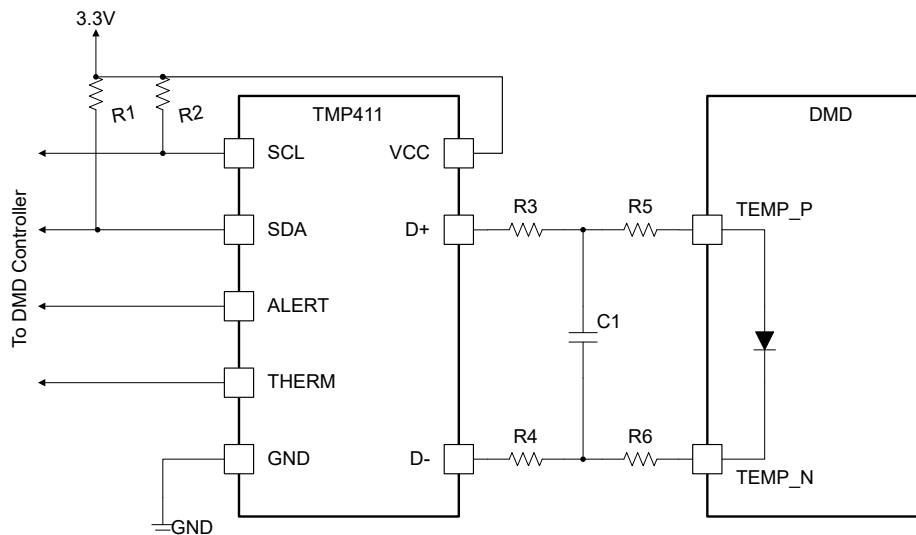 3.3V
R1
R2
TMP411
DMD
SCL
VCC
R3
R5
TEMP_P
SDA
D+
To DMD Controller
ALERT
C1
THERM
R4
R6
GND
D-
TEMP_N
GND